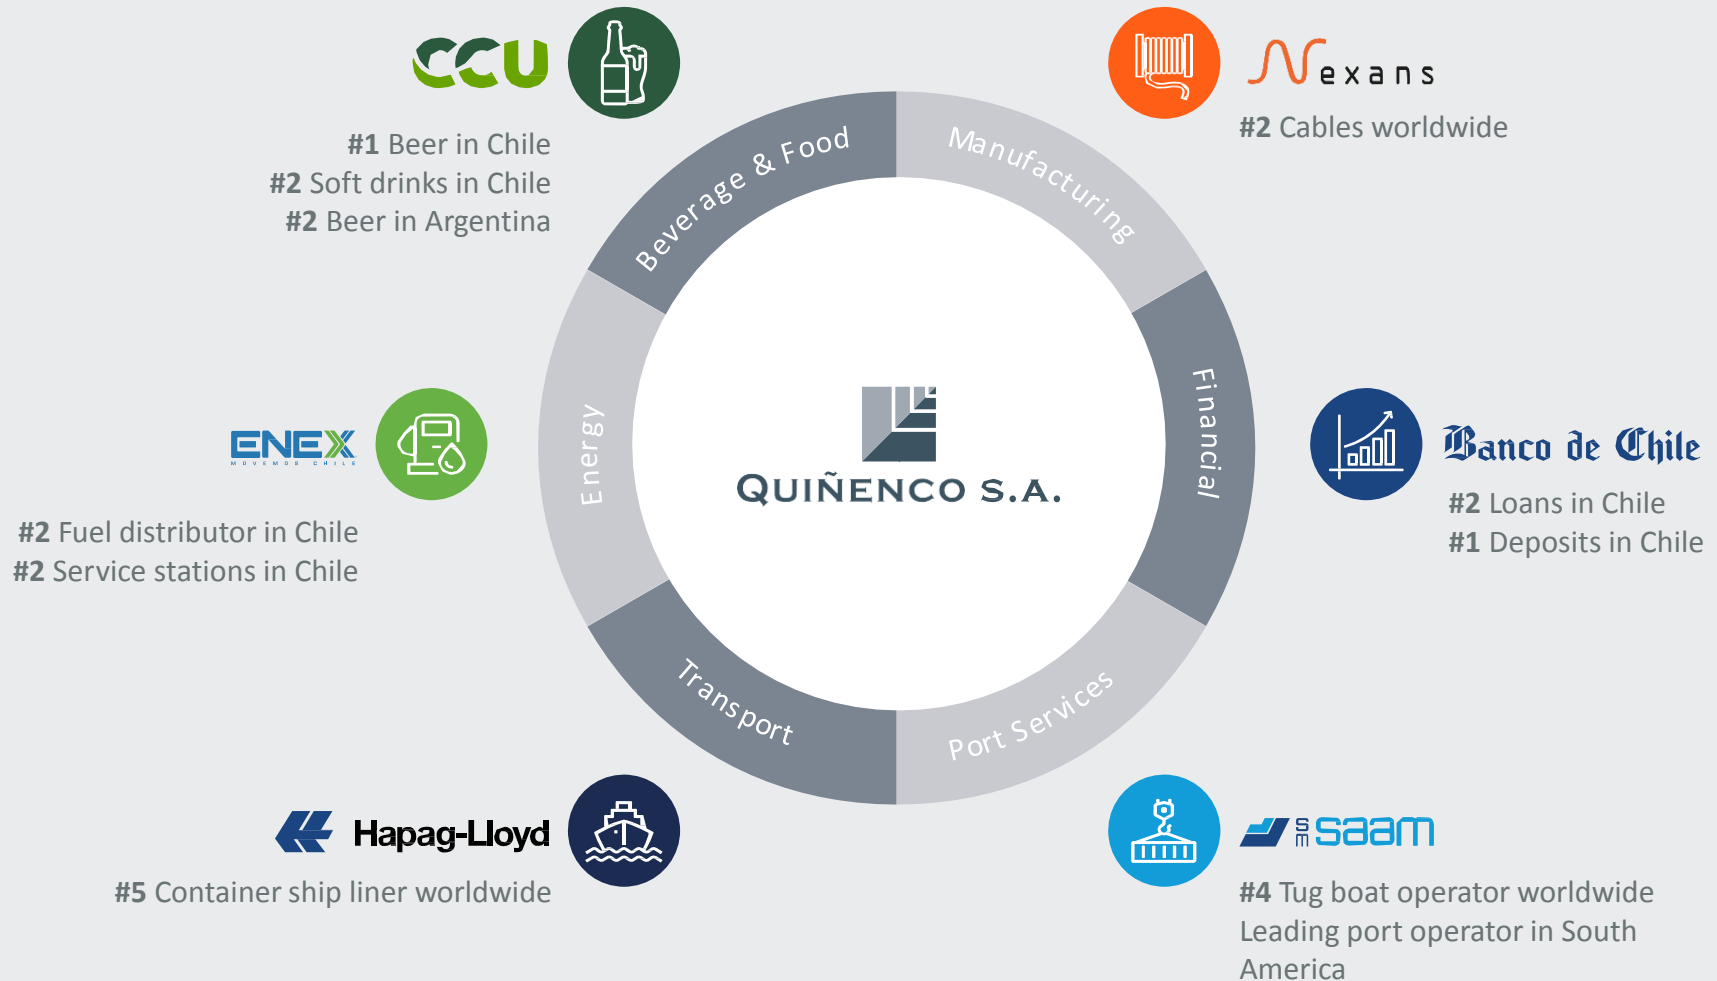 CCU
#1 Beer in Chile
#2 Soft drinks in Chile
#2 Beer in Argentina
Nexans
#2 Cables worldwide
Beverage & Food
Manufacturing
Energy
Financial
Transport
Port Services
QUIÑENCO S.A.
ENEX
MOVEMOS CHILE
#2 Fuel distributor in Chile
#2 Service stations in Chile
Banco de Chile
#2 Loans in Chile
#1 Deposits in Chile
Hapag-Lloyd
#5 Container ship liner worldwide
SM saam
#4 Tug boat operator worldwide
Leading port operator in South
America